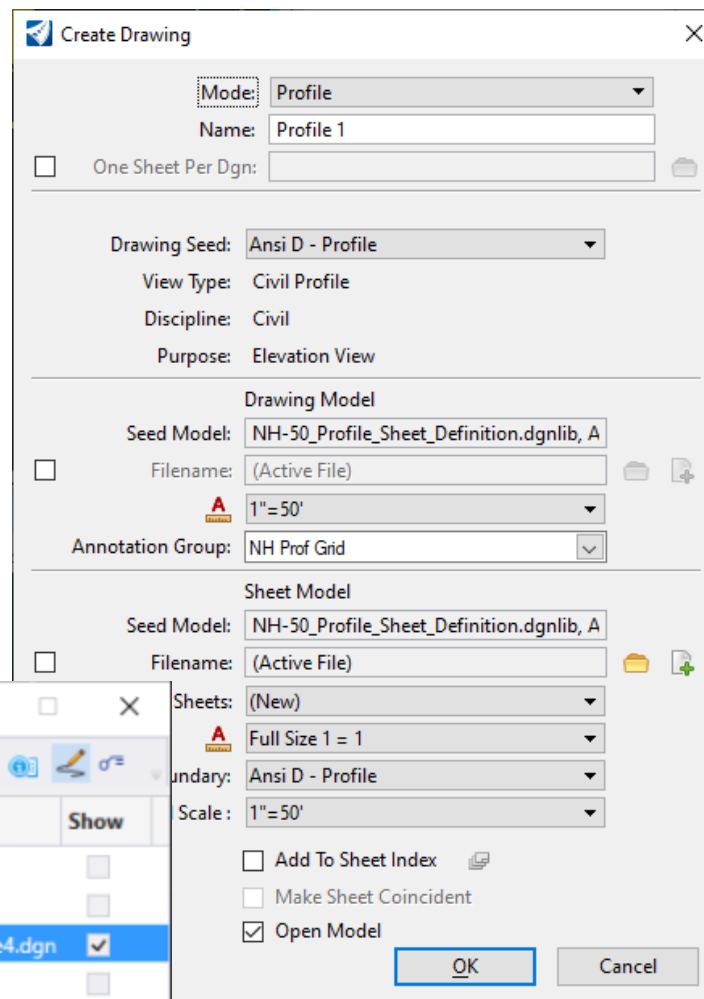 Create Drawing
Mode: Profile
Name: Profile 1
One Sheet Per Dgn:
Drawing Seed: Ansi D - Profile
View Type: Civil Profile
Discipline: Civil
Purpose: Elevation View
Drawing Model
Seed Model: NH-50_Profile_Sheet_Definition.dgnlib, A
Filename: (Active File)
A 1"=50'
Annotation Group: NH Prof Grid
Sheet Model
Seed Model: NH-50_Profile_Sheet_Definition.dgnlib, A
Filename: (Active File)
Sheets: (New)
A Full Size 1 = 1
undary: Ansi D - Profile
Show
Scale : 1"=50'
Add To Sheet Index
Make Sheet Coincident
e4.dgn
Open Model
OK Cancel